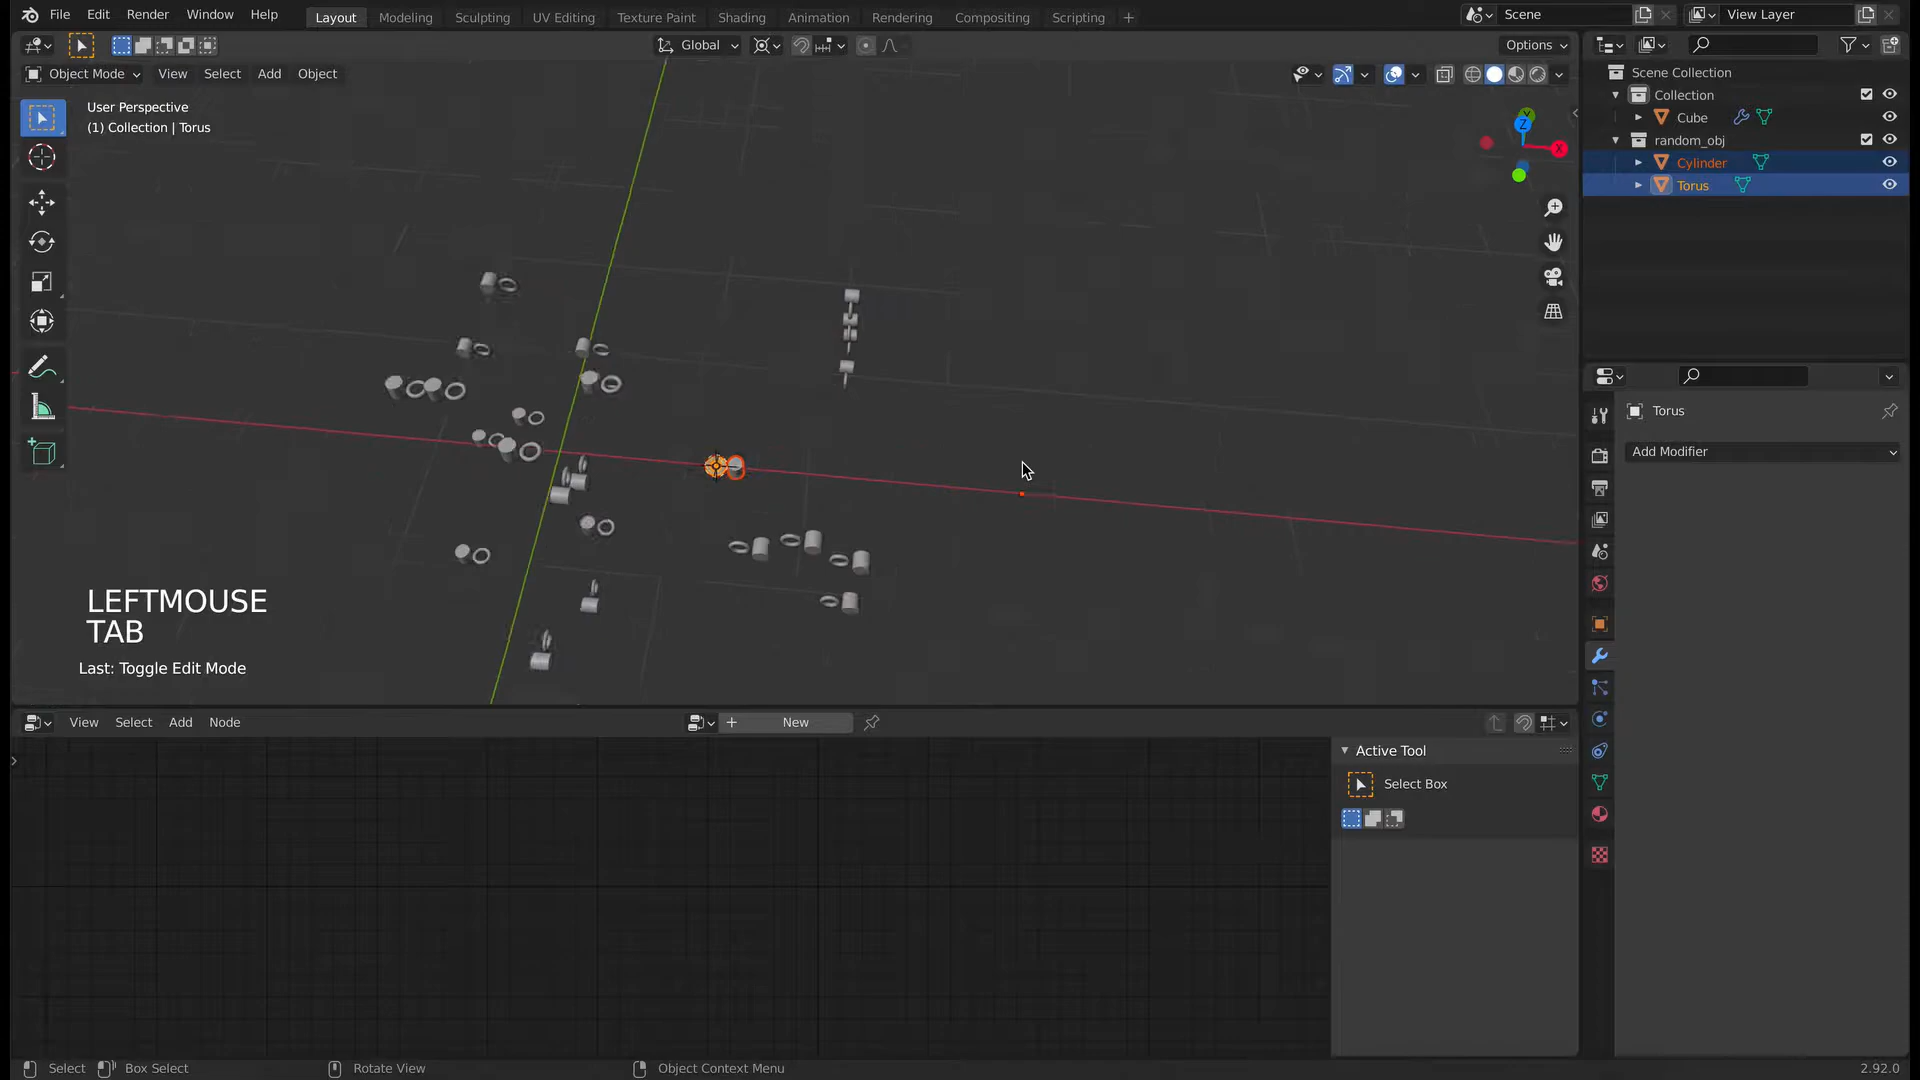 File Edit Render Window Help Layout Modeling Sculpting UV Editing Texture Paint Shading Animation Rendering Compositing Scripting + Scene View Layer
Global Options
Object Mode View Select Add Object
User Perspective
(1) Collection | Torus
Y
Z
X
Scene Collection
Collection
Cube
random_obj
Cylinder
Torus
Torus
Add Modifier
LEFTMOUSE
TAB
Last: Toggle Edit Mode
View Select Add Node + New
Active Tool
Select Box
Select Box Select Rotate View Object Context Menu 2.92.0